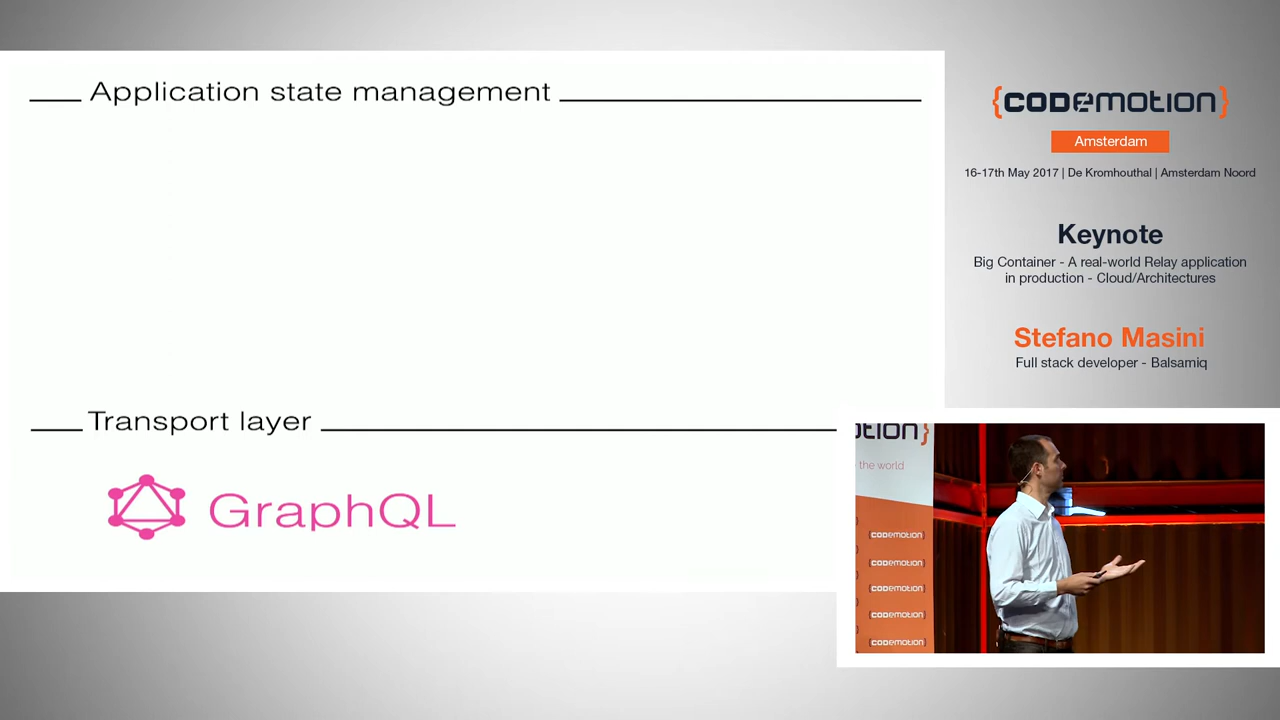 Application state management
Transport layer
GraphQL
{CODEMOTION}
Amsterdam
16-17th May 2017 | De Kromhouthal | Amsterdam Noord
Keynote
Big Container - A real-world Relay application
in production - Cloud/Architectures
Stefano Masini
Full stack developer - Balsamiq
otion}
the world
{CODEMOTION}
{CODEMOTION}
{CODEMOTION}
{CODEMOTION}
{CODEMOTION}